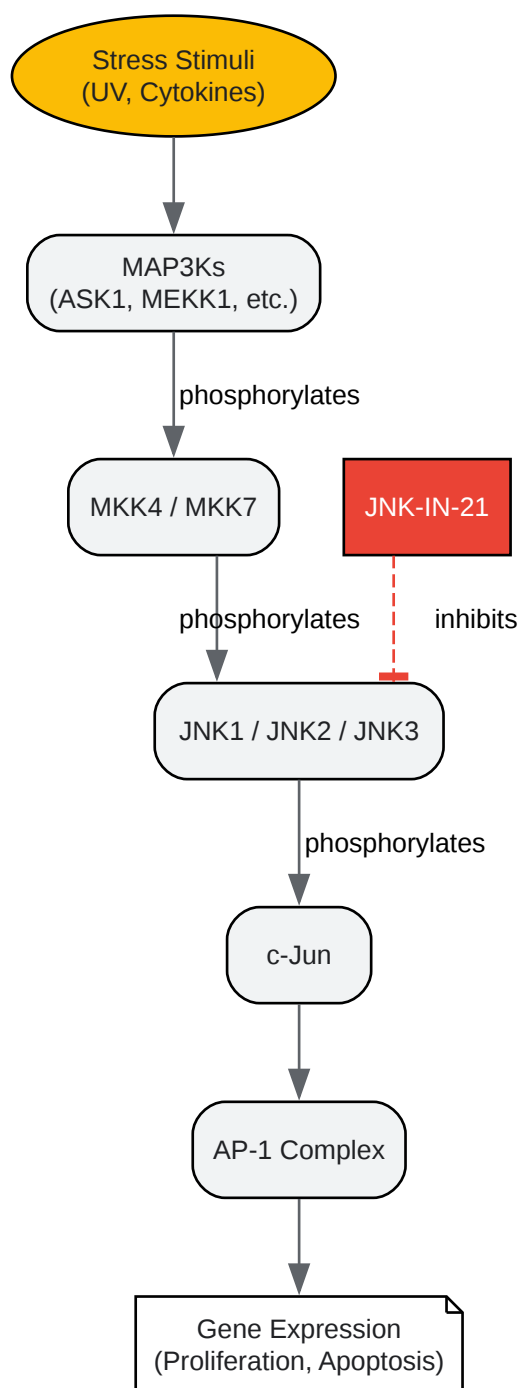 Stress Stimuli
(UV, Cytokines)
MAP3Ks
(ASK1, MEKK1, etc.)
phosphorylates
MKK4 / MKK7
JNK-IN-21
phosphorylates
inhibits
JNK1 / JNK2 / JNK3
phosphorylates
c-Jun
AP-1 Complex
Gene Expression
(Proliferation, Apoptosis)